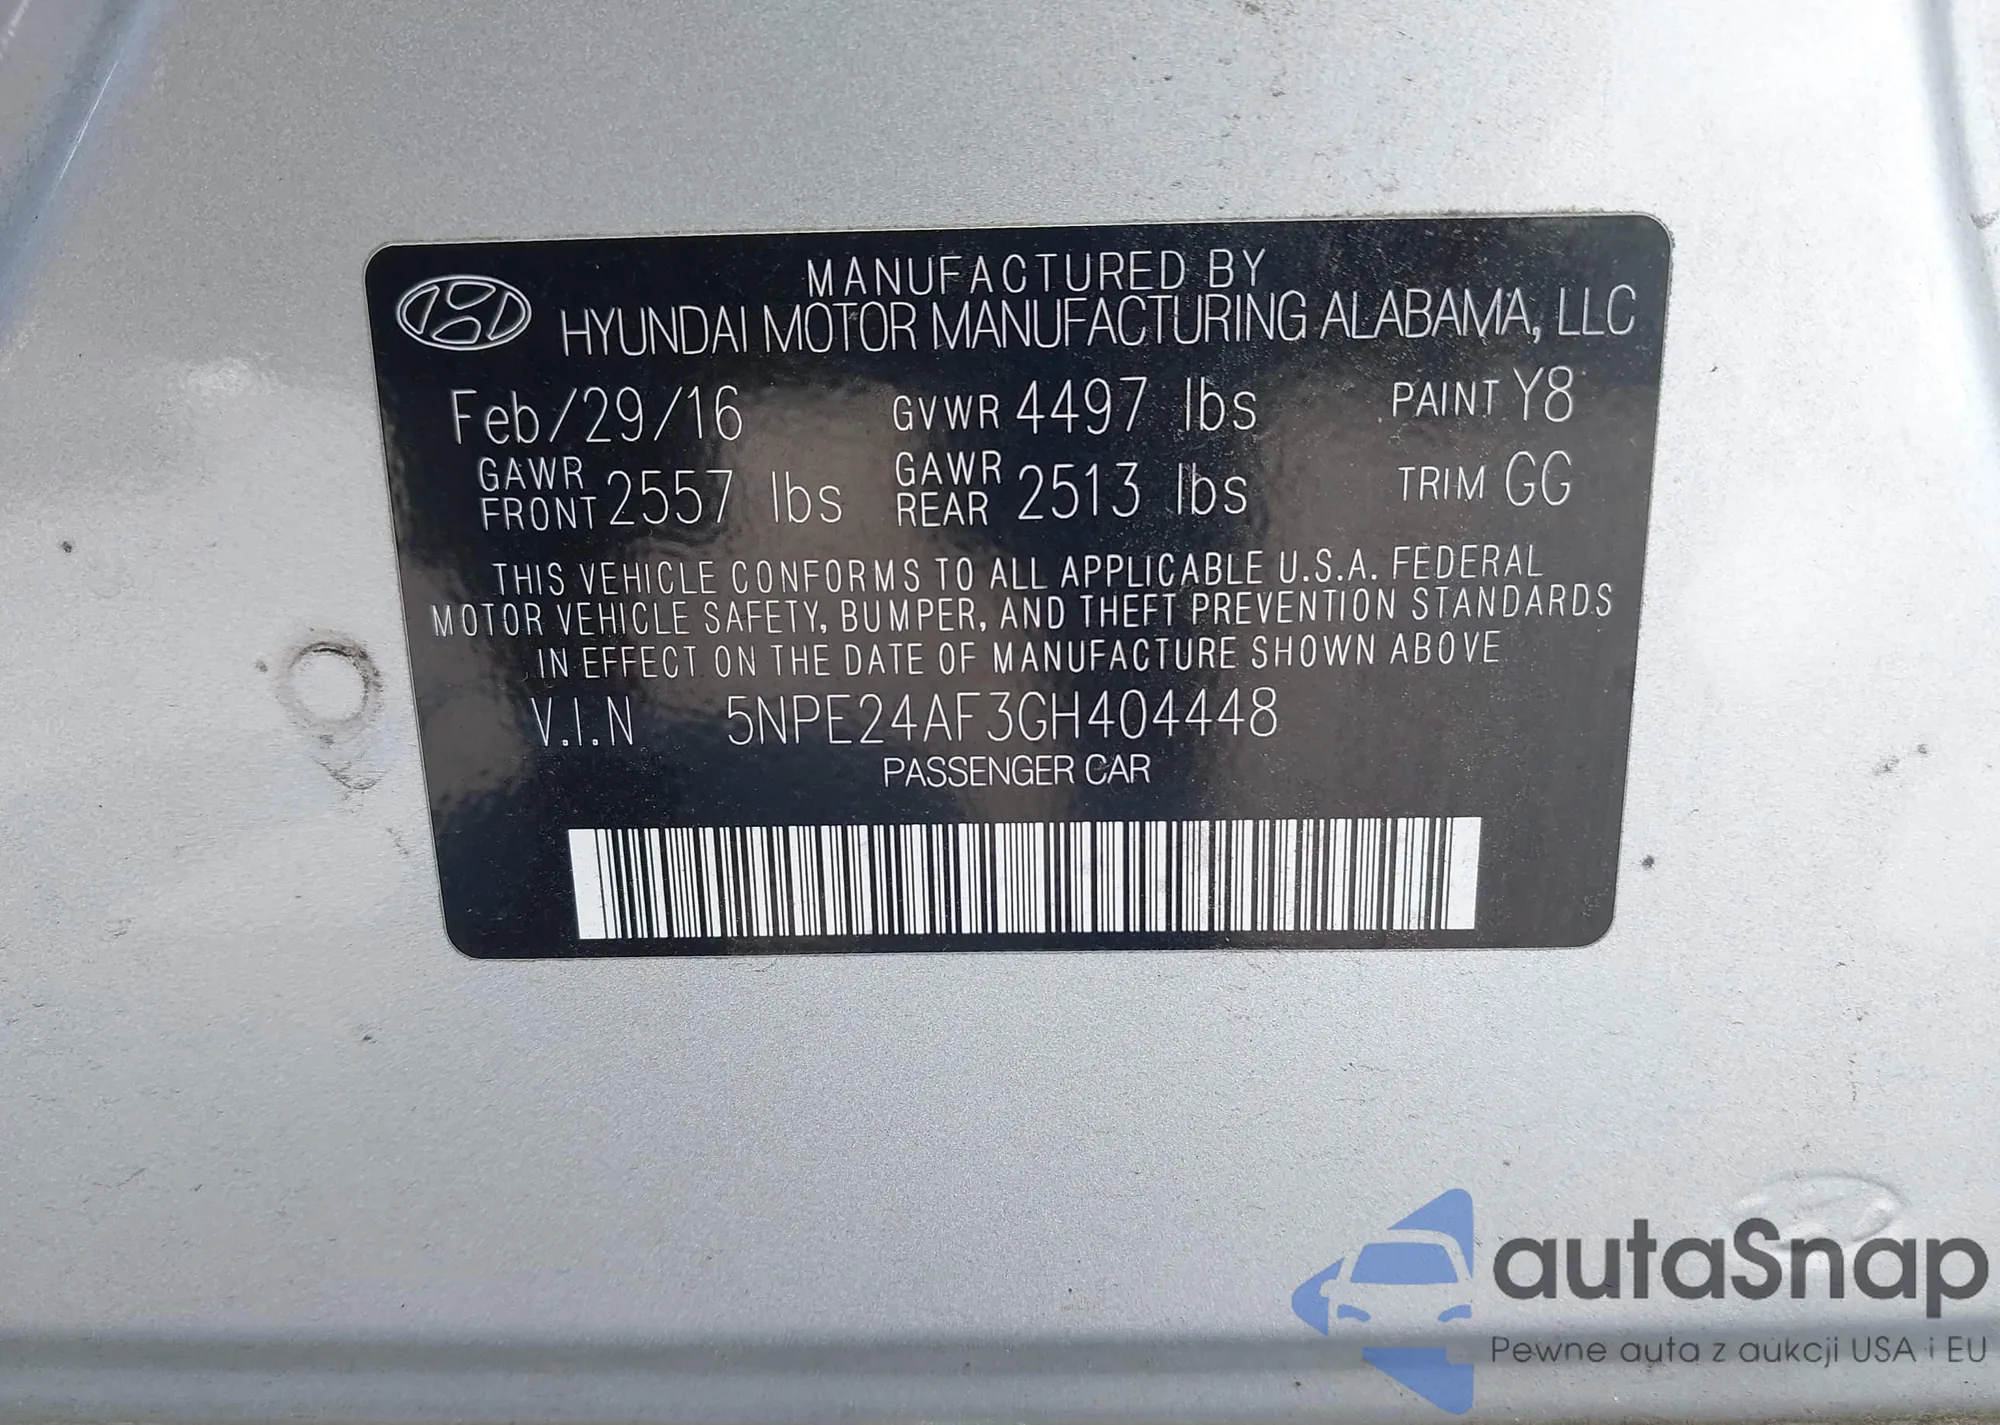 MANUFACTURED BY
HYUNDAI MOTOR MANUFACTURING ALABAMA, LLC
Feb/29/16 GVWR 4497 lbs PAINT Y8
GAWR FRONT 2557 lbs GAWR REAR 2513 lbs TRIM GG
THIS VEHICLE CONFORMS TO ALL APPLICABLE U.S.A. FEDERAL
MOTOR VEHICLE SAFETY, BUMPER, AND THEFT PREVENTION STANDARDS
IN EFFECT ON THE DATE OF MANUFACTURE SHOWN ABOVE
V.I.N 5NPE24AF3GH404448
PASSENGER CAR
autaSnap
Pewne auta z aukcji USA i EU